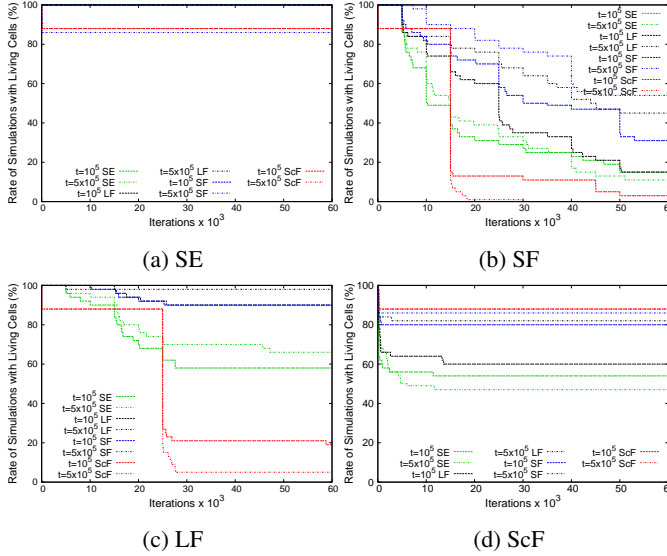 Rate of Simulations with Living Cells (%)
100
80
60
40
20
0
t=10^5 SE
t=5x10^5 SE
t=10^5 LF
t=5x10^5 LF
t=10^5 SF
t=5x10^5 SF
t=10^5 ScF
t=5x10^5 ScF
0 10 20 30 40 50 60
Iterations x 10^3
(a) SE
Rate of Simulations with Living Cells (%)
100
80
60
40
20
0
t=10^5 SE
t=5x10^5 SE
t=10^5 LF
t=5x10^5 LF
t=10^5 SF
t=5x10^5 SF
t=10^5 ScF
t=5x10^5 ScF
0 10 20 30 40 50 60
Iterations x 10^3
(b) SF
Rate of Simulations with Living Cells (%)
100
80
60
40
20
0
t=10^5 SE
t=5x10^5 SE
t=10^5 LF
t=5x10^5 LF
t=10^5 SF
t=5x10^5 SF
t=10^5 ScF
t=5x10^5 ScF
0 10 20 30 40 50 60
Iterations x 10^3
(c) LF
Rate of Simulations with Living Cells (%)
100
80
60
40
20
0
t=10^5 SE
t=5x10^5 SE
t=10^5 LF
t=5x10^5 LF
t=10^5 SF
t=5x10^5 SF
t=10^5 ScF
t=5x10^5 ScF
0 10 20 30 40 50 60
Iterations x 10^3
(d) ScF